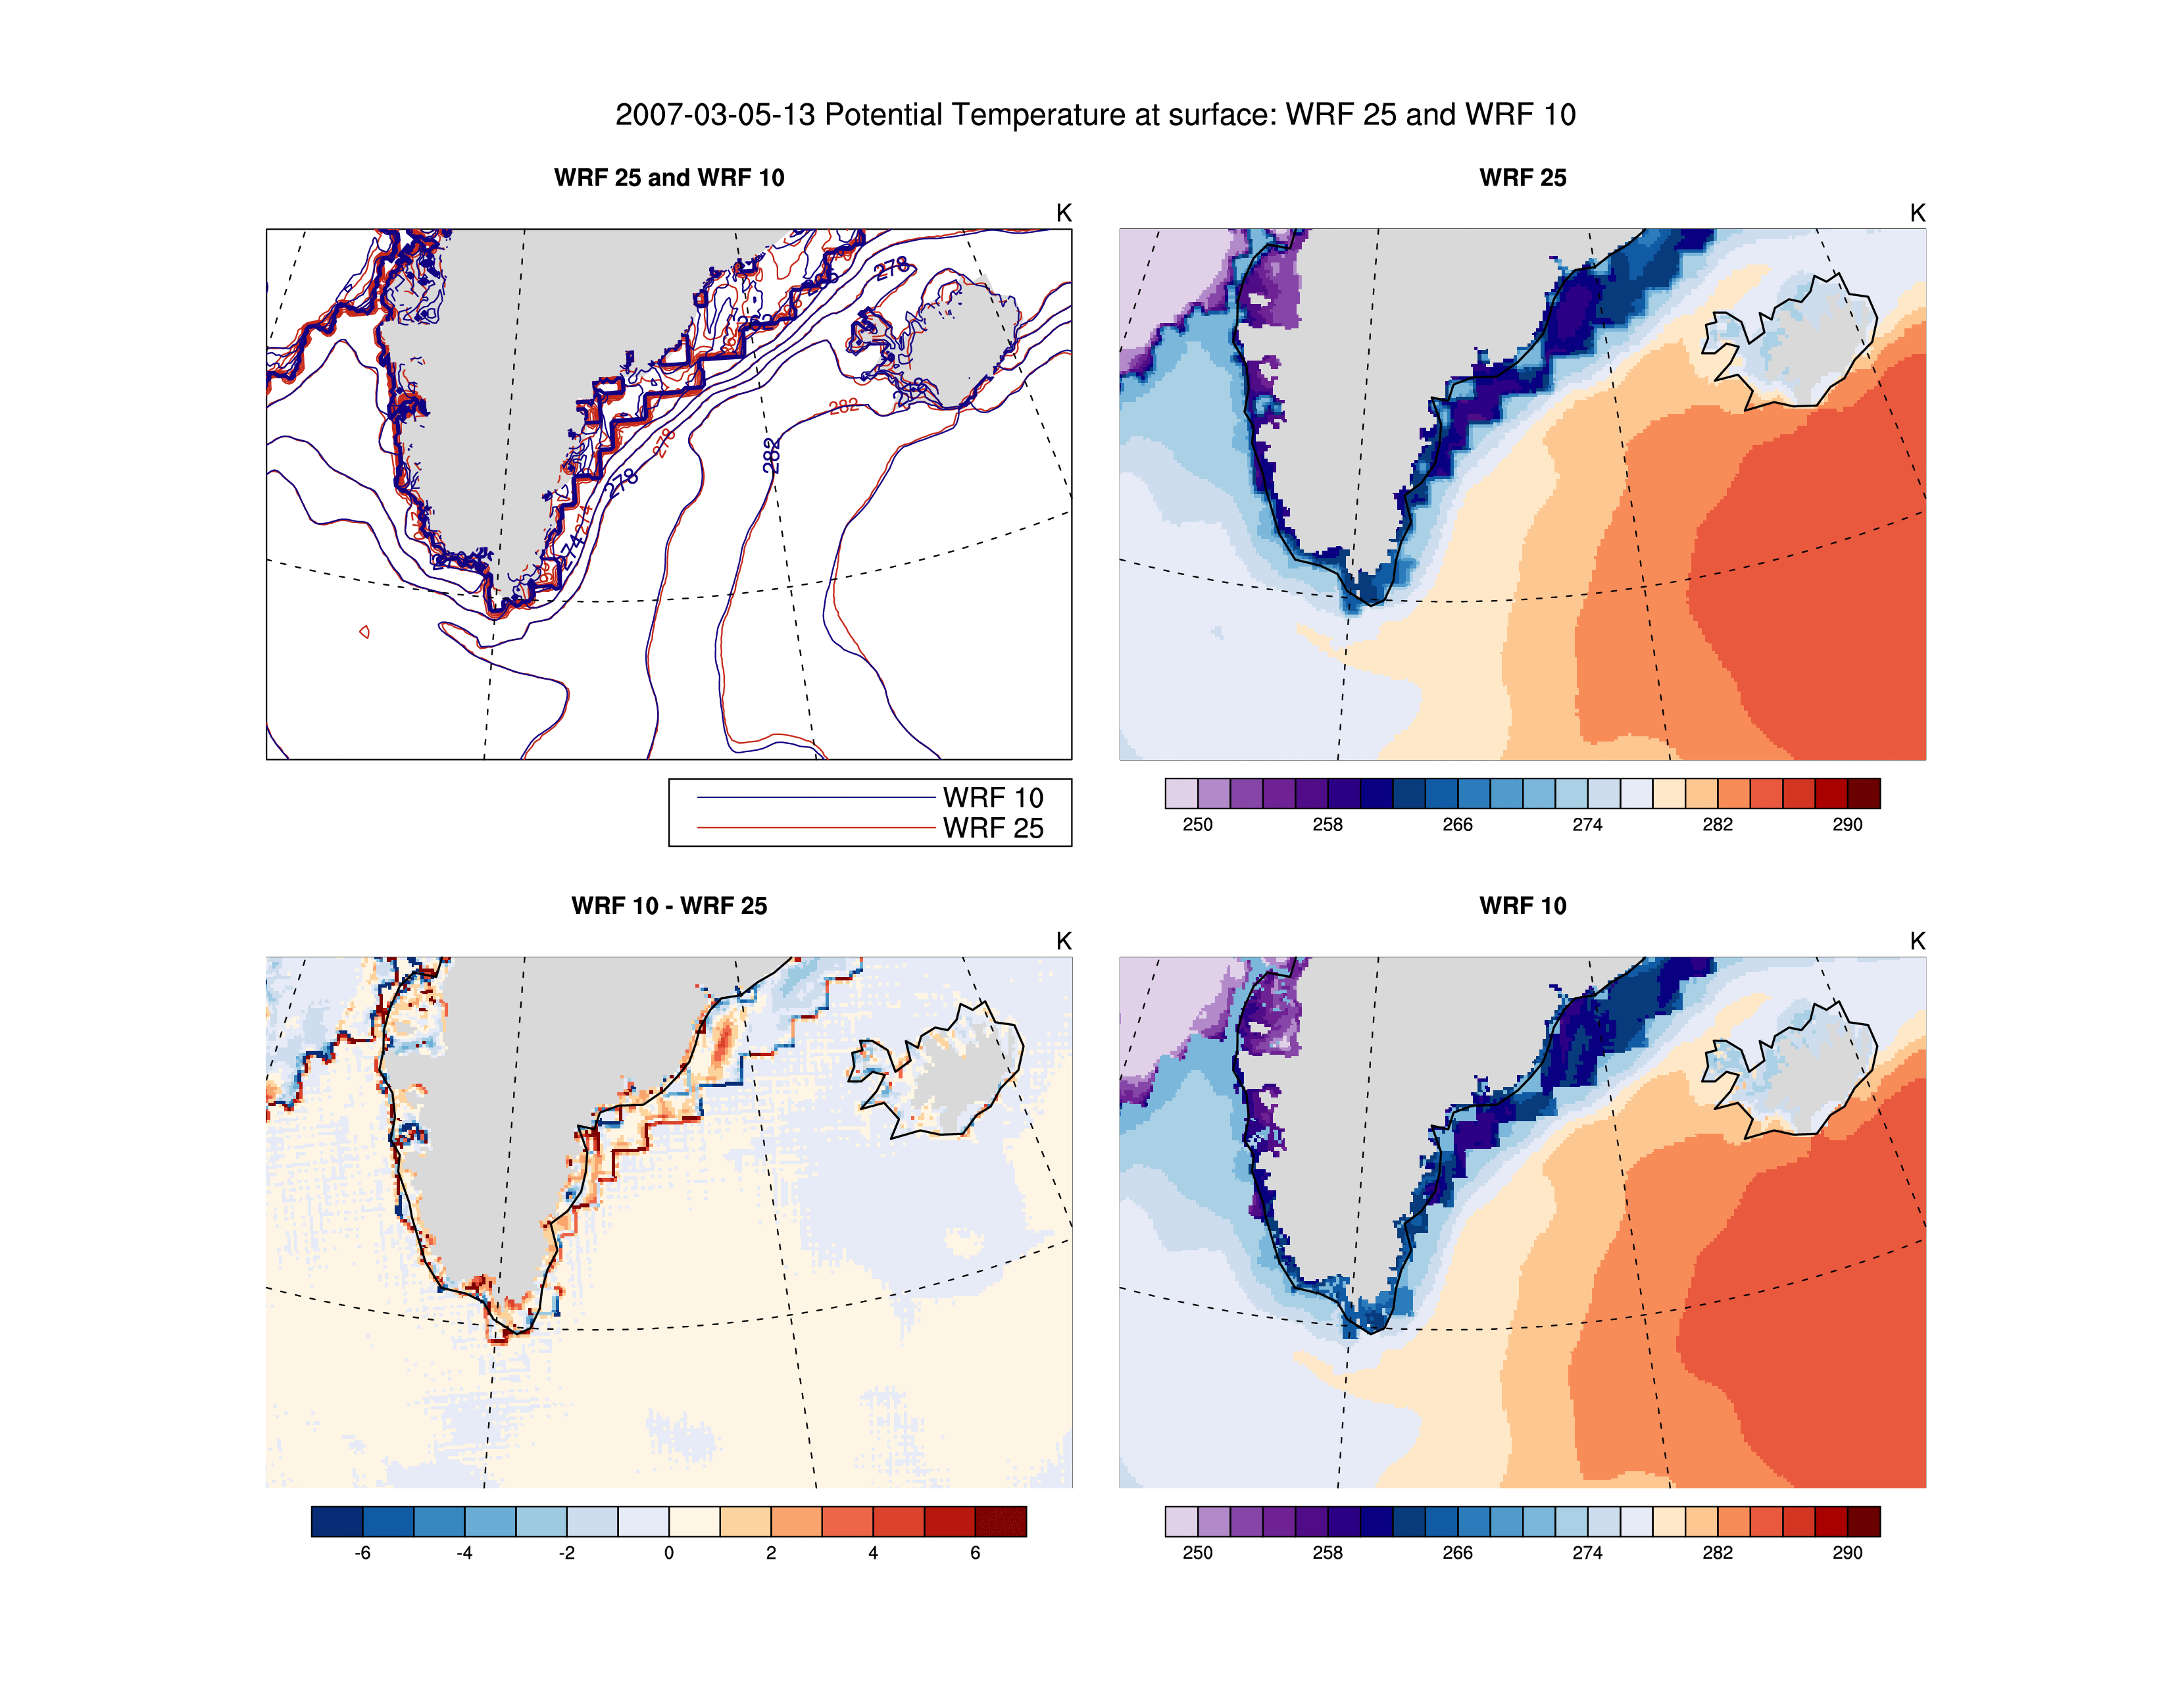 2007-03-05-13 Potential Temperature at surface: WRF 25 and WRF 10
WRF 25 and WRF 10
K
278
282
282
278
278
274
274
WRF 10
WRF 25
WRF 25
K
250 258 266 274 282 290
WRF 10 - WRF 25
K
-6 -4 -2 0 2 4 6
WRF 10
K
250 258 266 274 282 290